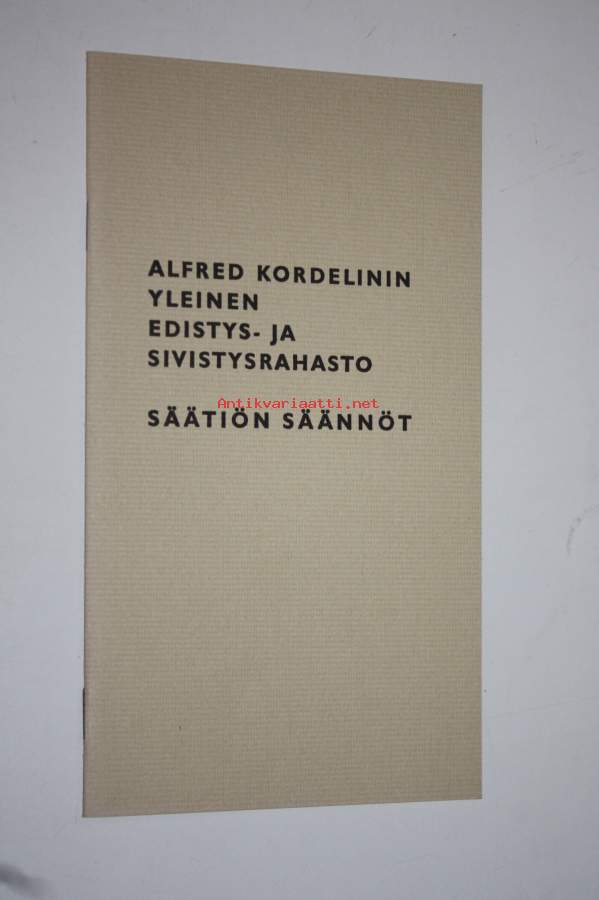 ALFRED KORDELININ
YLEINEN
EDISTYS- JA
SIVISTYSRAHASTO
Antikvariaatti.net
SÄÄTIÖN SÄÄNNÖT